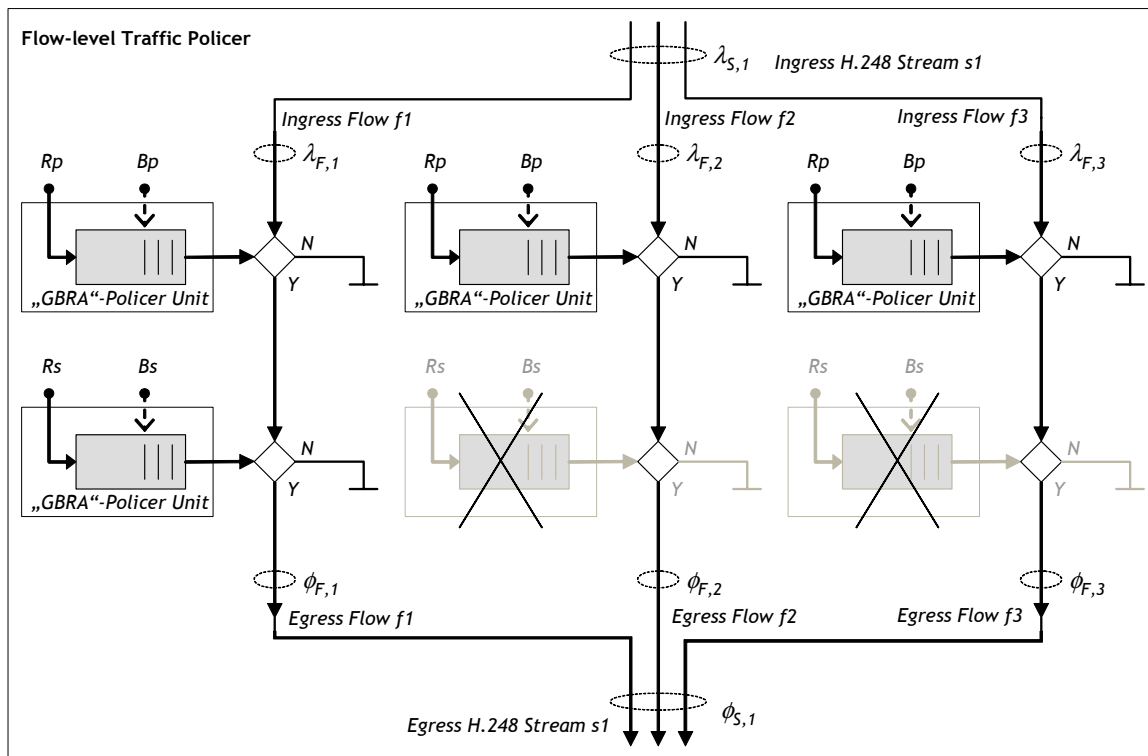 Flow-level Traffic Policer
λS,1
Ingress H.248 Stream s1
Ingress Flow f1
Ingress Flow f2
Ingress Flow f3
Rp Bp λF,1
Rp Bp λF,2
Rp Bp λF,3
N
Y
„GBRA“-Policer Unit
N
Y
„GBRA“-Policer Unit
N
Y
„GBRA“-Policer Unit
Rs Bs
Rs Bs
Rs Bs
N
Y
„GBRA“-Policer Unit
N
Y
N
Y
ϕF,1
ϕF,2
ϕF,3
Egress Flow f1
Egress Flow f2
Egress Flow f3
Egress H.248 Stream s1
ϕS,1